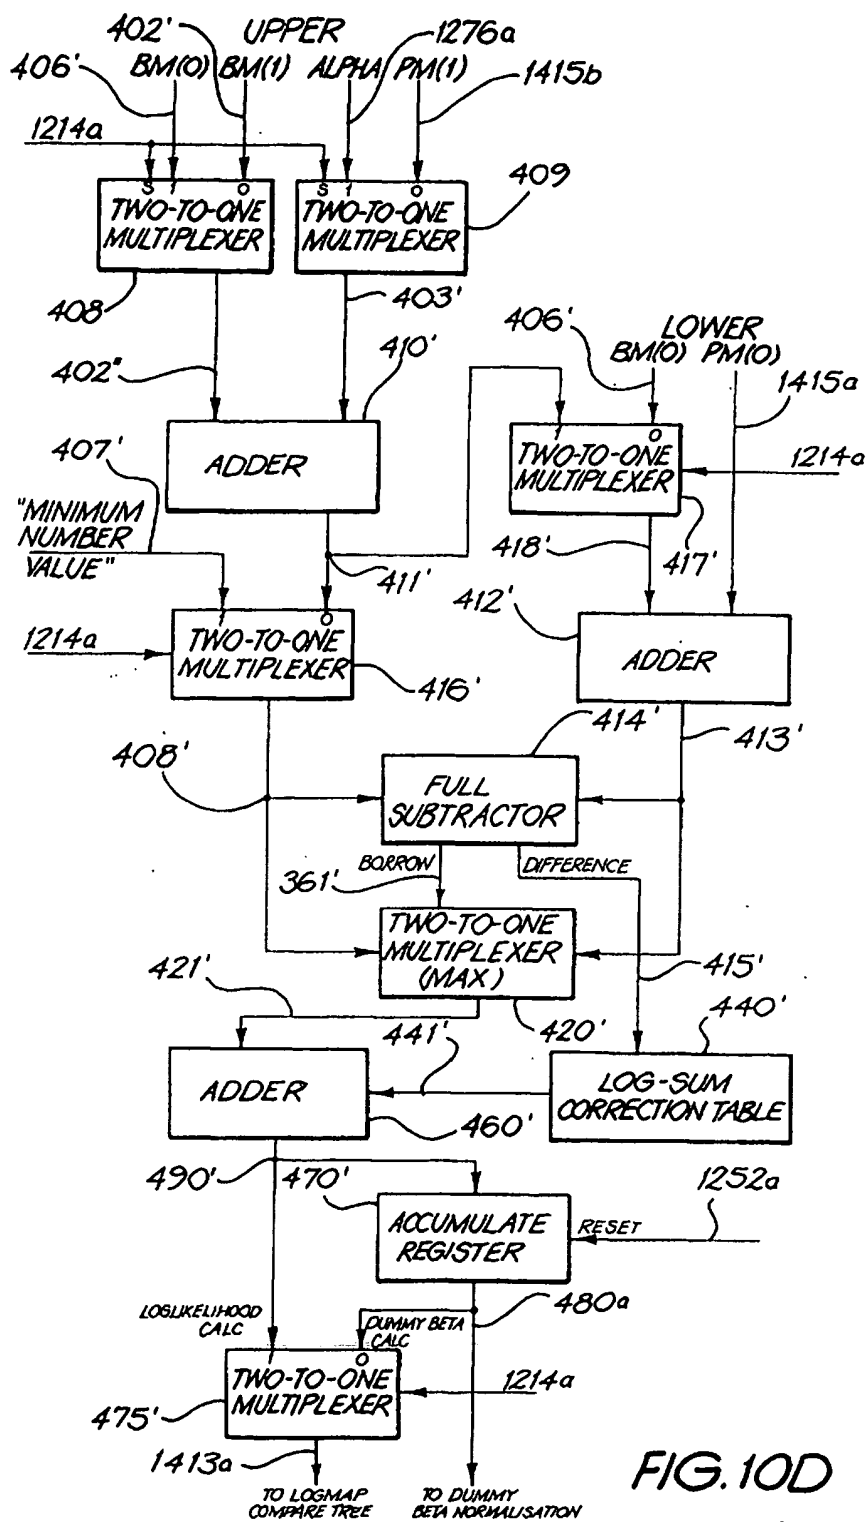 402' UPPER 1276a
406' BM(0) BM(1) ALPHA PM(1) 1415b
1214a
S 1 0 S 1 0
TWO-TO-ONE MULTIPLEXER
TWO-TO-ONE MULTIPLEXER
409
408
403'
402"
410'
406'
LOWER
BM(0) PM(0)
1415a
407'
ADDER
1 0
TWO-TO-ONE
MULTIPLEXER
1214a
"MINIMUM
NUMBER
VALUE"
411'
418'
417'
412'
1214a
1 0
TWO-TO-ONE
MULTIPLEXER
416'
ADDER
414'
413'
408'
FULL
SUBTRACTOR
BORROW
DIFFERENCE
361'
TWO-TO-ONE
MULTIPLEXER
(MAX)
415'
421'
420'
440'
441'
ADDER
LOG-SUM
CORRECTION TABLE
460'
490'
470'
1252a
ACCUMULATE
REGISTER
RESET
480a
LOGLIKELIHOOD
CALC
DUMMY BETA
CALC
1 0
TWO-TO-ONE
MULTIPLEXER
1214a
475'
1413a
TO LOGMAP
COMPARE TREE
TO DUMMY
BETA NORMALISATION
FIG. 10D